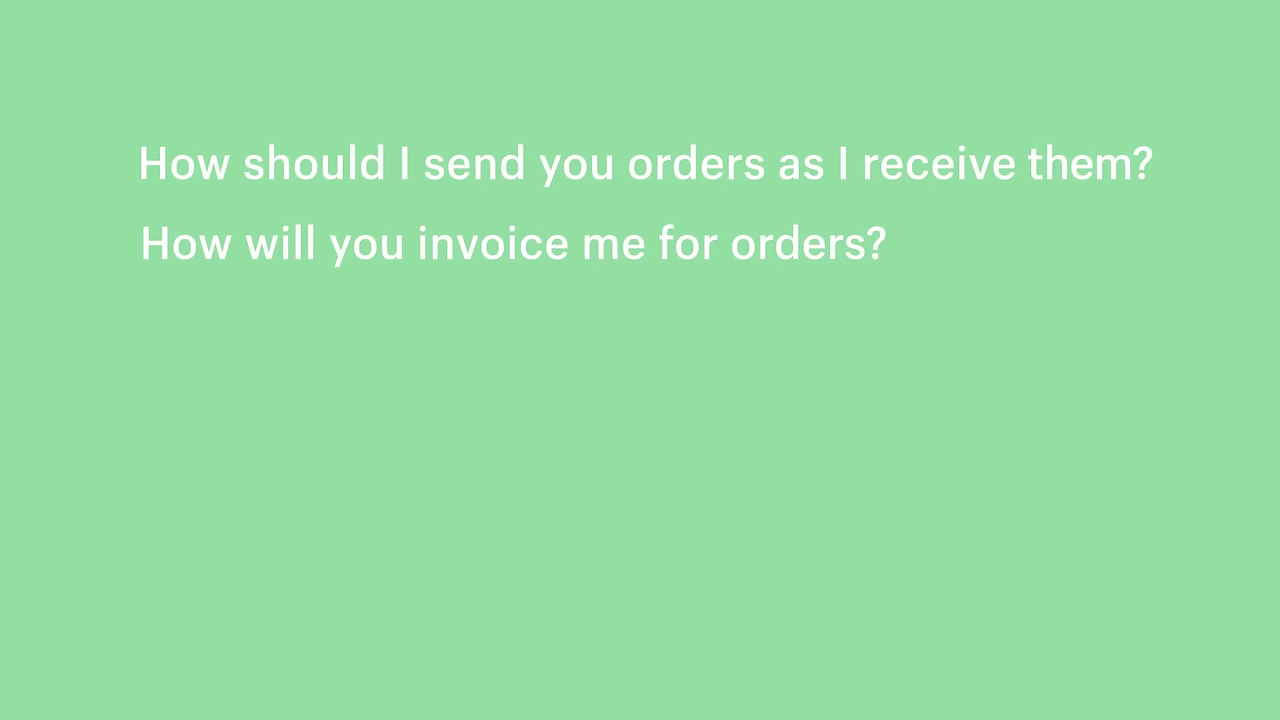 How should I send you orders as I receive them?
How will you invoice me for orders?